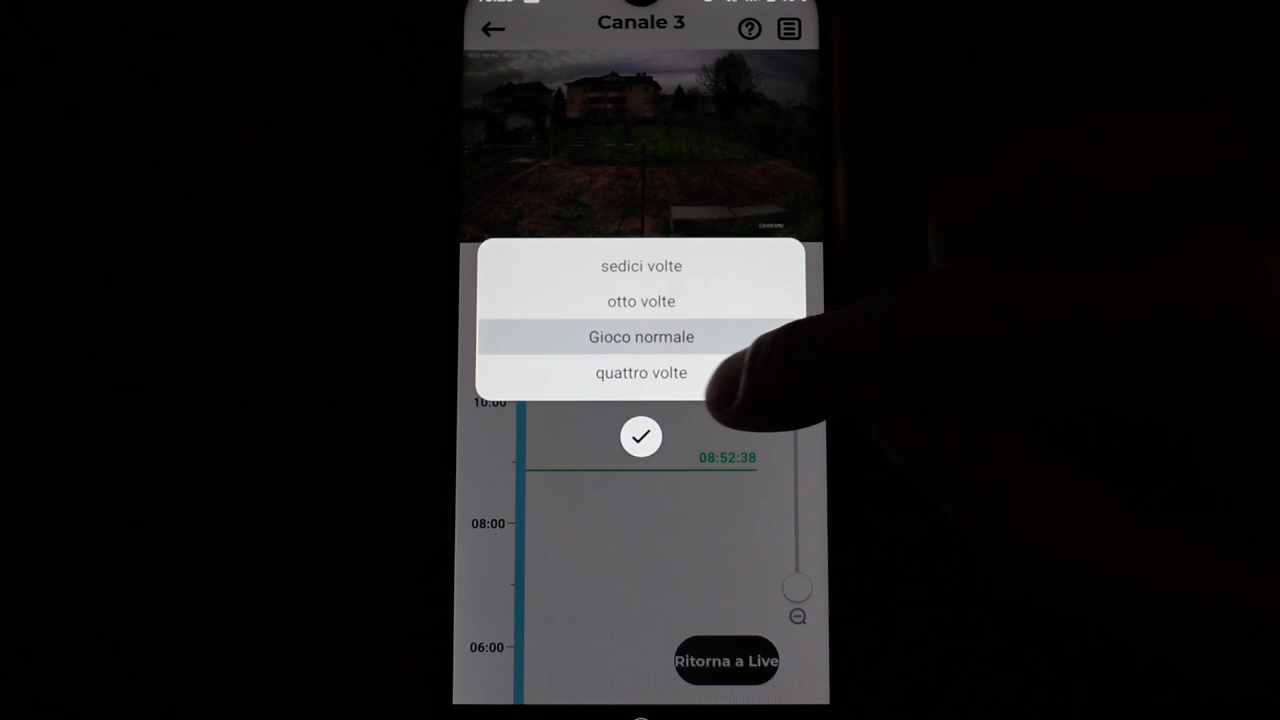 Canale 3
sedici volte
otto volte
Gioco normale
quattro volte
10:00
08:52:38
08:00
06:00
Ritorna a Live